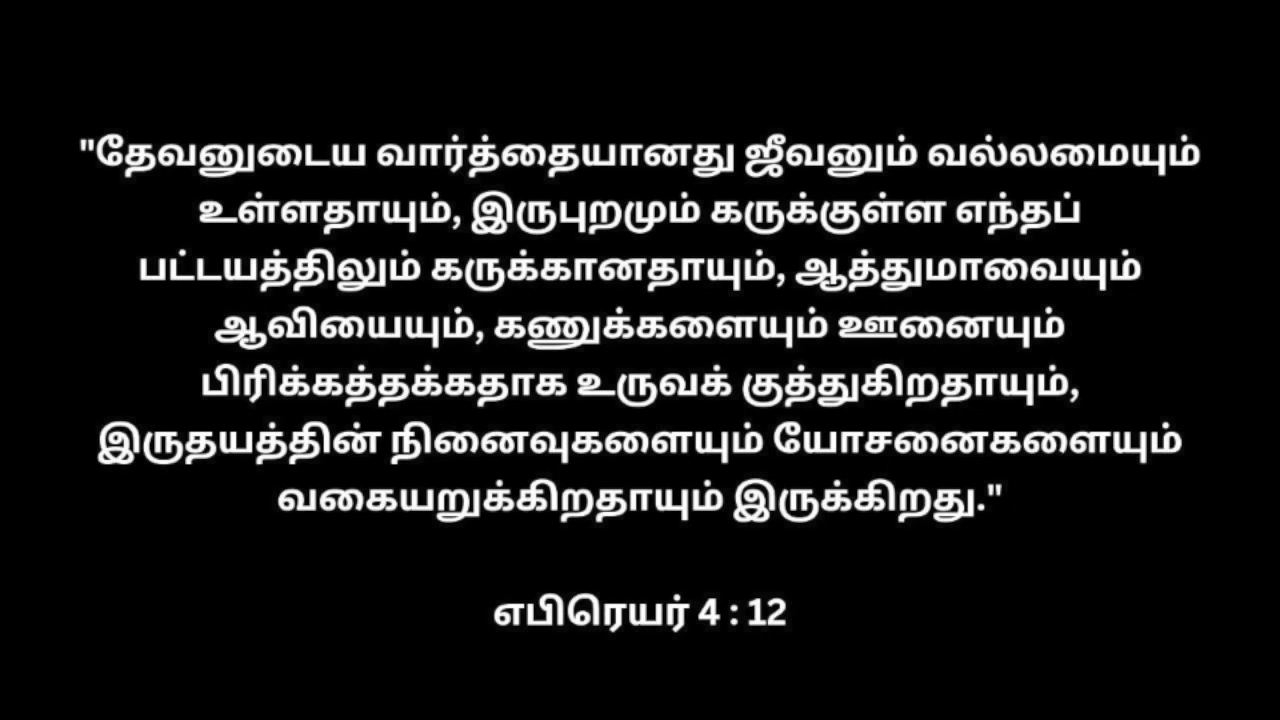 "தேவனுடைய வார்த்தையானது ஜீவனும் வல்லமையும்
உள்ளதாயும், இருபுறமும் கருக்குள்ள எந்தப்
பட்டயத்திலும் கருக்கானதாயும், ஆத்துமாவையும்
ஆவியையும், கணுக்களையும் ஊனையும்
பிரிக்கத்தக்கதாக உருவக் குத்துகிறதாயும்,
இருதயத்தின் நினைவுகளையும் யோசனைகளையும்
வகையறுக்கிறதாயும் இருக்கிறது."
எபிரெயர் 4 : 12